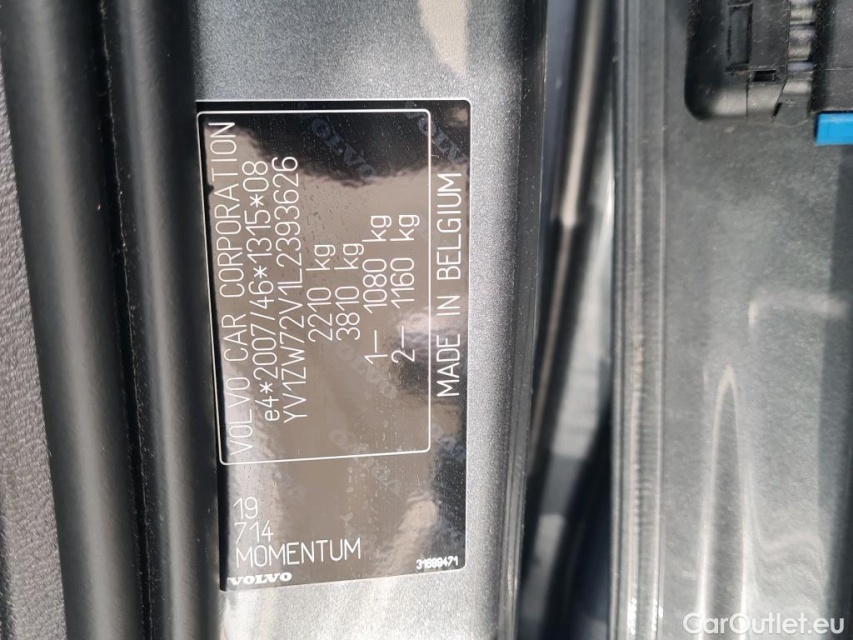 VOLVO CAR CORPORATION
e4*2007/46*1315*08
YV1ZW72V1L2393626
2210 kg
3810 kg
1— 1080 kg
2— 1160 kg
MADE IN BELGIUM
19
714
MOMENTUM
VOLVO
31689471
CarOutlet.eu